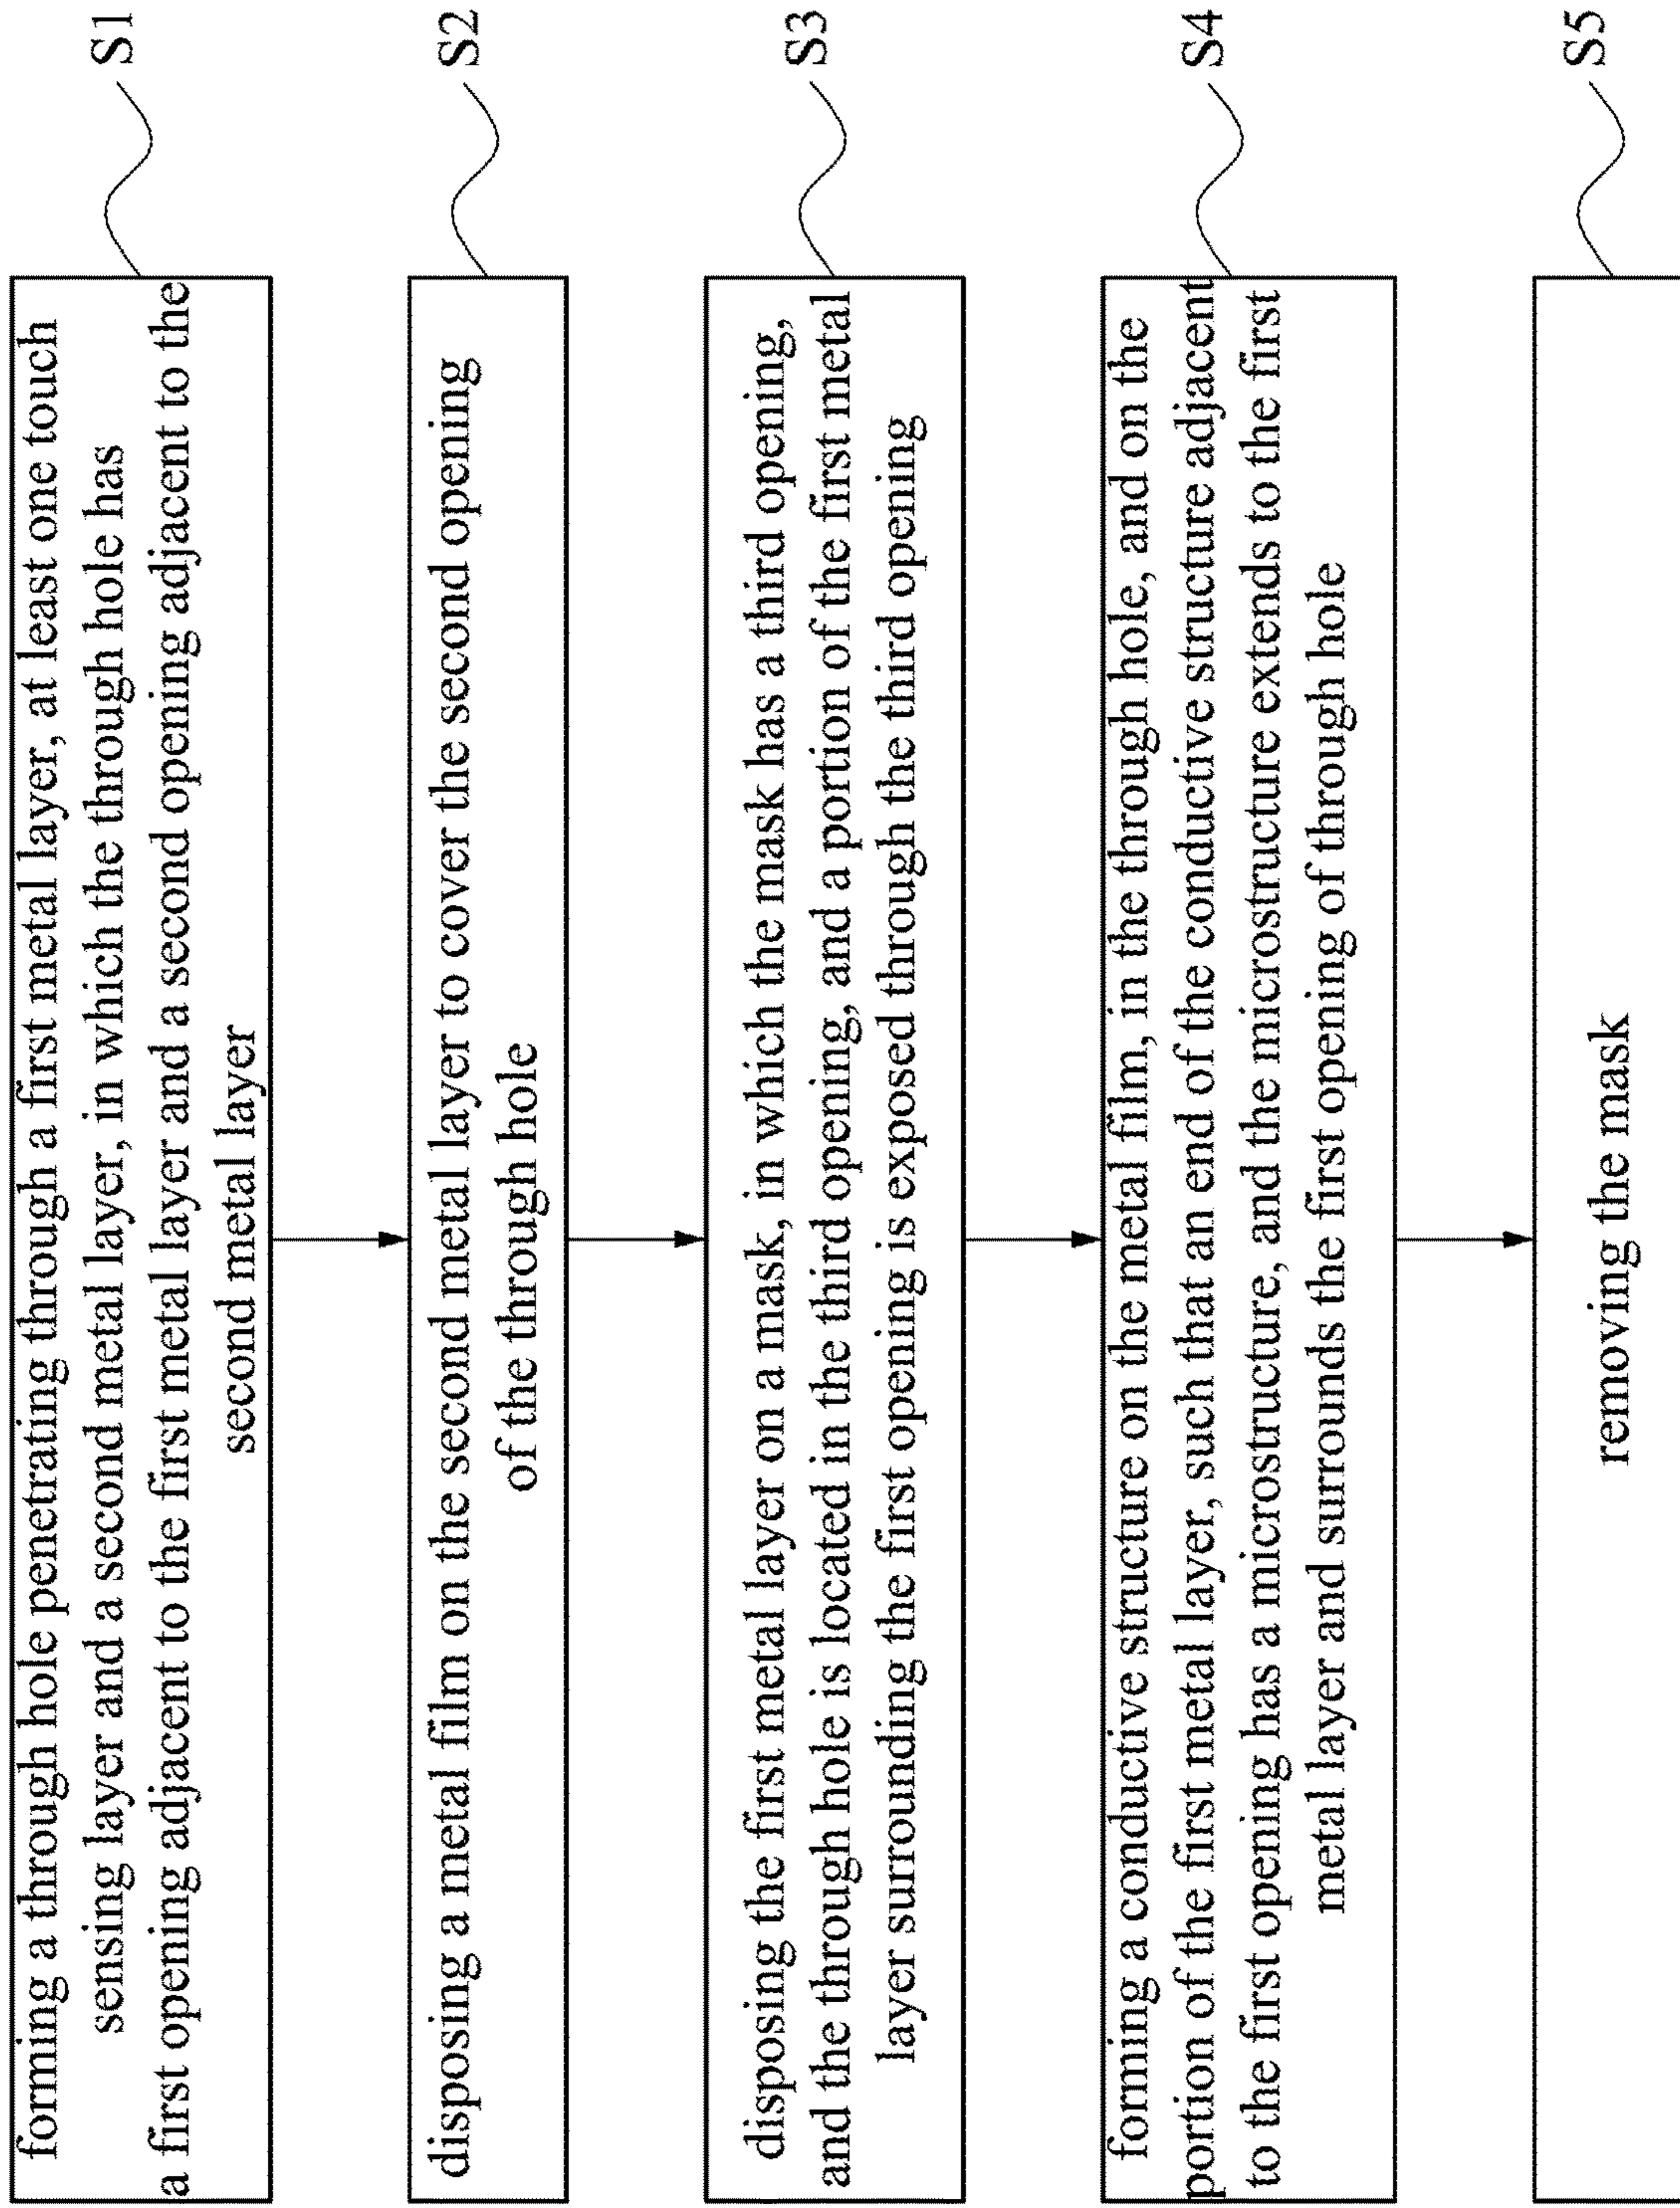 forming a through hole penetrating through a first metal layer, at least one touch
sensing layer and a second metal layer, in which the through hole has
a first opening adjacent to the first metal layer and a second opening adjacent to the
second metal layer
S1
disposing a metal film on the second metal layer to cover the second opening
of the through hole
S2
disposing the first metal layer on a mask, in which the mask has a third opening,
and the through hole is located in the third opening, and a portion of the first metal
layer surrounding the first opening is exposed through the third opening
S3
forming a conductive structure on the metal film, in the through hole, and on the
portion of the first metal layer, such that an end of the conductive structure adjacent
to the first opening has a microstructure, and the microstructure extends to the first
metal layer and surrounds the first opening of through hole
S4
removing the mask
S5